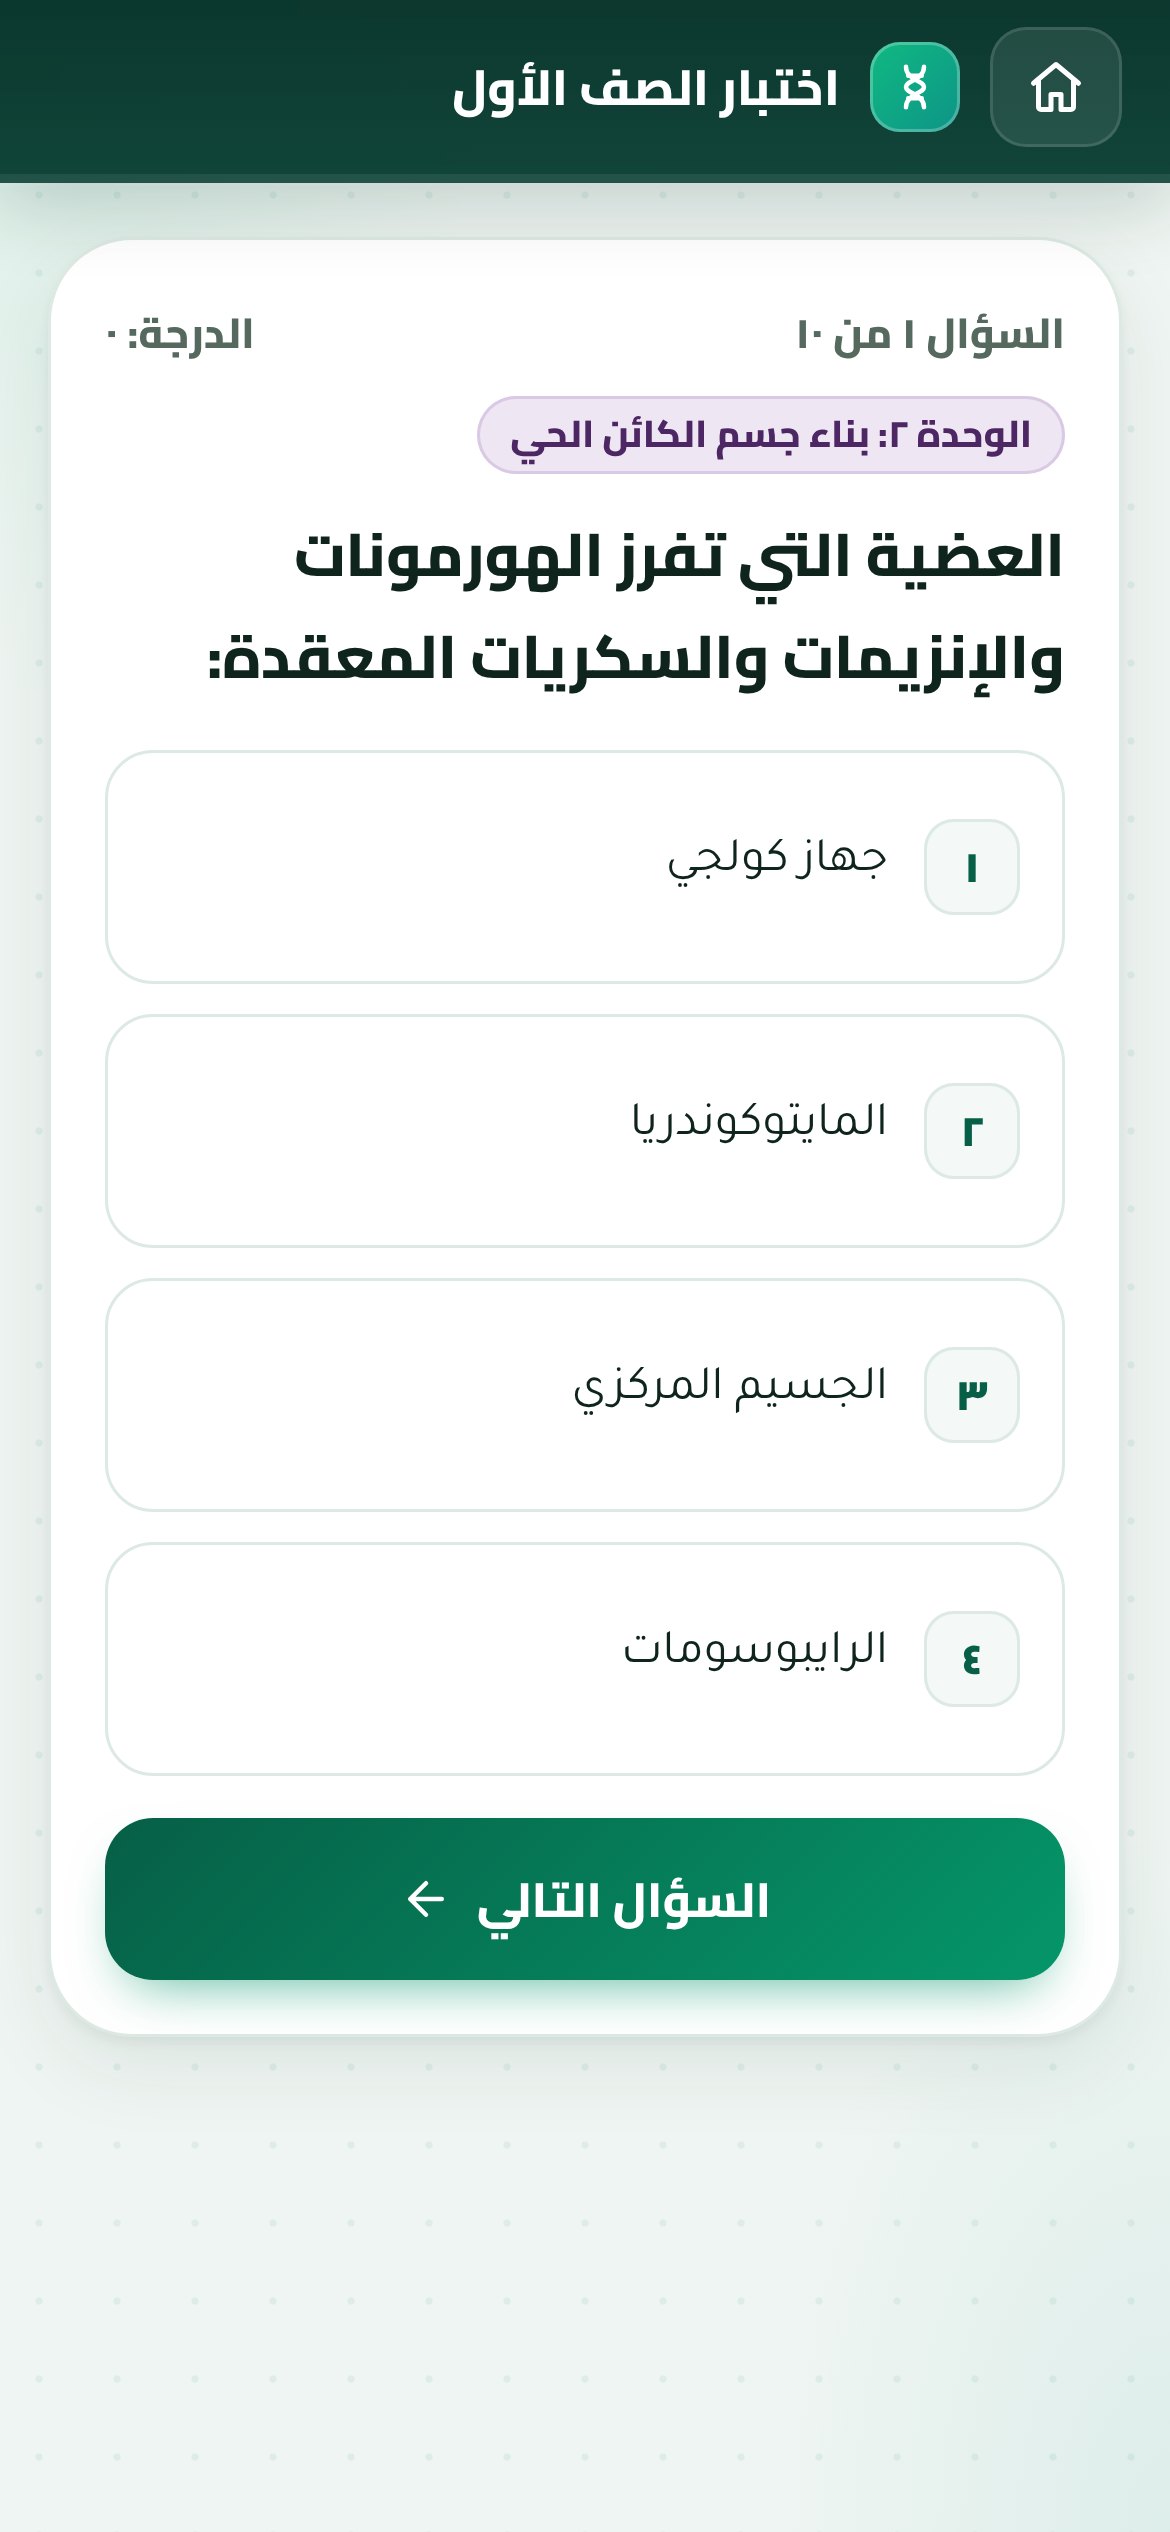 اختبار الصف الأول
السؤال ١ من ١٠
الدرجة: ٠
الوحدة ٢: بناء جسم الكائن الحي
العضية التي تفرز الهورمونات
والإنزيمات والسكريات المعقدة:
١ جهاز كولجي
٢ المايتوكوندريا
٣ الجسيم المركزي
٤ الرايبوسومات
السؤال التالي ←